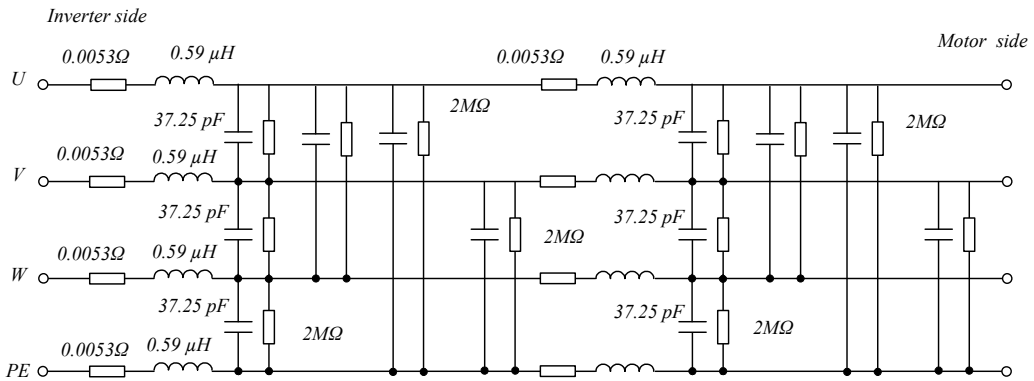 Inverter side
0.0053Ω 0.59 µH 0.0053Ω 0.59 µH Motor side
U
37.25 pF 2MΩ 37.25 pF 2MΩ
0.0053Ω 0.59 µH
V
37.25 pF 2MΩ 37.25 pF
0.0053Ω 0.59 µH
W
37.25 pF 2MΩ 37.25 pF 2MΩ
0.0053Ω 0.59 µH
PE